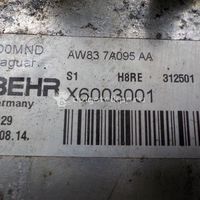 00MND
AW83 7A095 AA
Jaguar
S1 H8RE 312501
BEHR
X6003001
Germany
29
08.14.